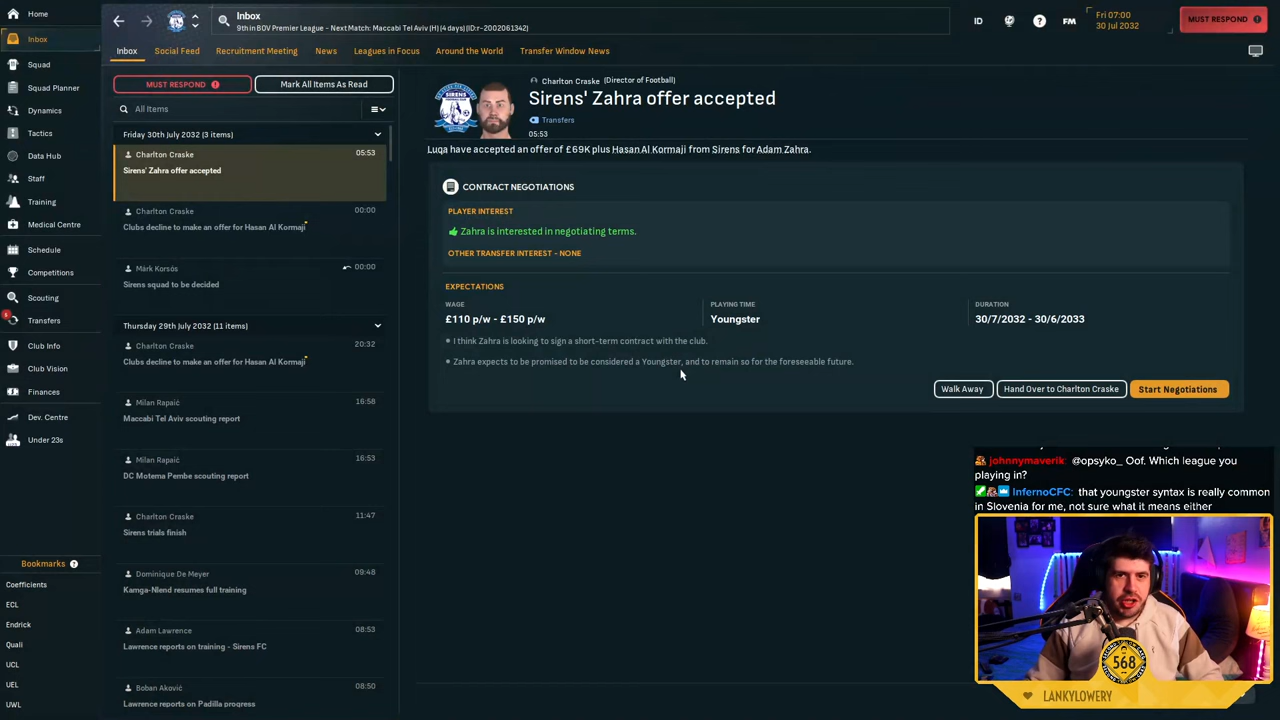 Home
Inbox
Squad
Squad Planner
Dynamics
Tactics
Data Hub
Staff
Training
Medical Centre
Schedule
Competitions
Scouting
Transfers
Club Info
Club Vision
Finances
Dev. Centre
Under 23s
Bookmarks
Coefficients
ECL
Endrick
Quali
UCL
UEL
UWL
Inbox
9th in BOV Premier League - Next Match: Maccabi Tel Aviv (H) (4 days) (ID:r-2002061342)
ID
FM
Fri 07:00
30 Jul 2032
MUST RESPOND
Inbox
Social Feed
Recruitment Meeting
News
Leagues in Focus
Around the World
Transfer Window News
MUST RESPOND
Mark All Items As Read
All Items
Friday 30th July 2032 (3 items)
Charlton Craske 05:53
Sirens' Zahra offer accepted
Charlton Craske 00:00
Clubs decline to make an offer for Hasan Al Kormaji
Márk Korsós 00:00
Sirens squad to be decided
Thursday 29th July 2032 (11 items)
Charlton Craske 20:32
Clubs decline to make an offer for Hasan Al Kormaji
Milan Rapaić 16:58
Maccabi Tel Aviv scouting report
Milan Rapaić 16:53
DC Motema Pembe scouting report
Charlton Craske 11:47
Sirens trials finish
Dominique De Meyer 09:48
Kamga-Nlend resumes full training
Adam Lawrence 08:53
Lawrence reports on training - Sirens FC
Boban Aković 08:50
Lawrence reports on Padilla progress
SIRENS
Charlton Craske (Director of Football)
Sirens' Zahra offer accepted
Transfers
05:53
Luqa have accepted an offer of £69K plus Hasan Al Kormaji from Sirens for Adam Zahra.
CONTRACT NEGOTIATIONS
PLAYER INTEREST
Zahra is interested in negotiating terms.
OTHER TRANSFER INTEREST - NONE
EXPECTATIONS
WAGE
£110 p/w - £150 p/w
PLAYING TIME
Youngster
DURATION
30/7/2032 - 30/6/2033
I think Zahra is looking to sign a short-term contract with the club.
Zahra expects to be promised to be considered a Youngster, and to remain so for the foreseeable future.
Walk Away
Hand Over to Charlton Craske
Start Negotiations
johnnymaverik: @opsyko_ Oof. Which league you
playing in?
InfernoCFC: that youngster syntax is really common
in Slovenia for me, not sure what it means either
568
LANKYLOWERY